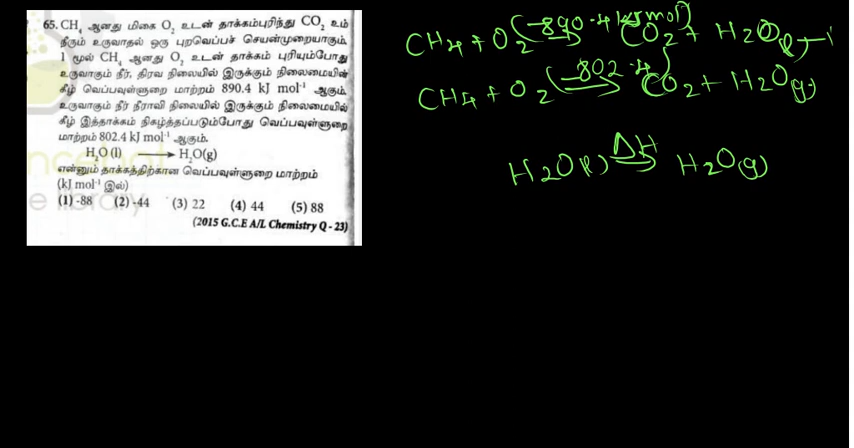 65. CH₄ ஆனது மிகை O₂ உடன் தாக்கம்புரிந்து CO₂ உம்
நீரும் உருவாதல் ஒரு புறவெப்பச் செயன்முறையாகும்.
1 மூல் CH₄ ஆனது O₂ உடன் தாக்கம் புரியும்போது
உருவாகும் நீர், திரவ நிலையில் இருக்கும் நிலைமையின்
கீழ் வெப்பவுள்ளுறை மாற்றம் 890.4 kJ mol⁻¹ ஆகும்.
உருவாகும் நீர் நீராவி நிலையில் இருக்கும் நிலைமையில்
கீழ் இத்தாக்கம் நிகழ்த்தப்படும்போது வெப்பவுள்ளுறை
மாற்றம் 802.4 kJ mol⁻¹ ஆகும்.
H₂O (l) ⟶ H₂O(g)
என்னும் தாக்கத்திற்கான வெப்பவுள்ளுறை மாற்றம்
(kJ mol⁻¹ இல்)
(1) -88 (2) -44 (3) 22 (4) 44 (5) 88
(2015 G.C.E A/L Chemistry Q - 23)
CH4 + O2 (-890.4 kJ mol) → CO2 + H2O(l)
CH4 + O2 (-802.4) → CO2 + H2O(g)
H2O(l) ΔH → H2O(g)